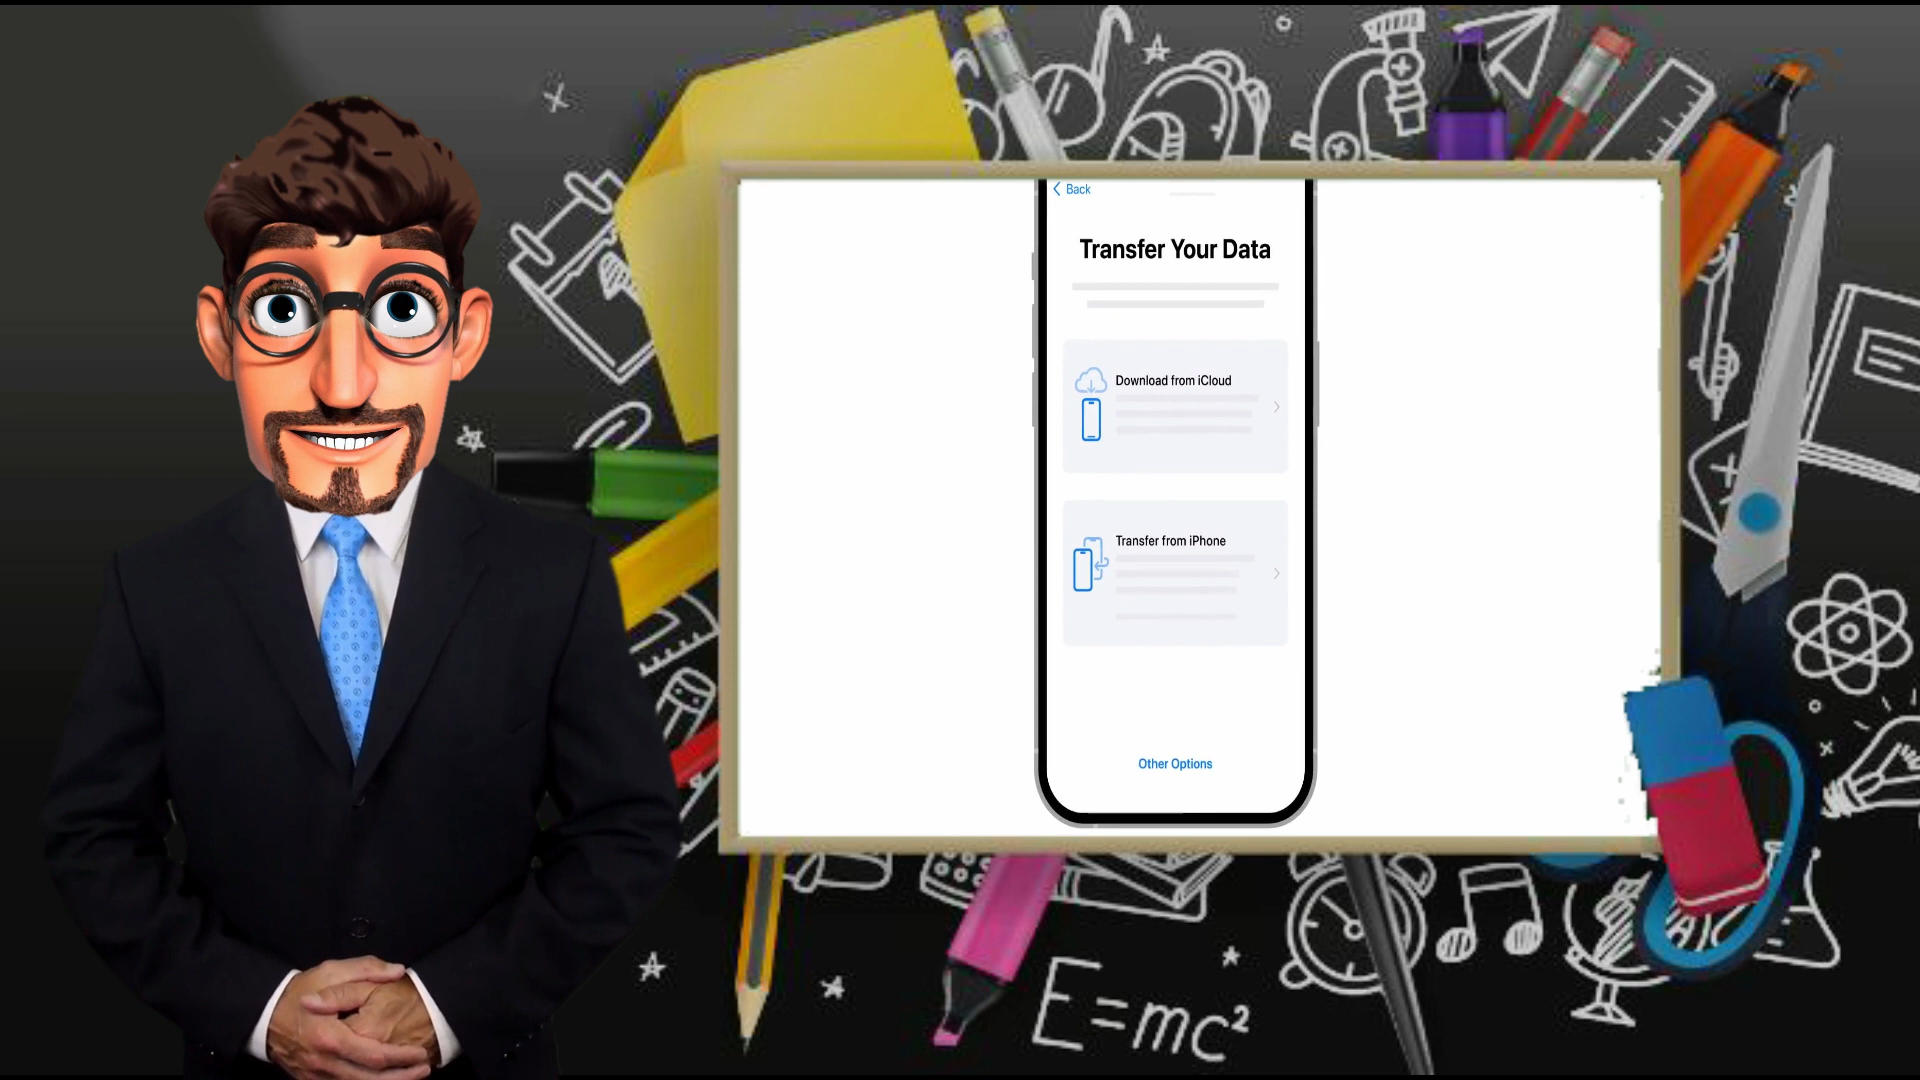 Back
Transfer Your Data
Download from iCloud
Transfer from iPhone
Other Options
E=mc²